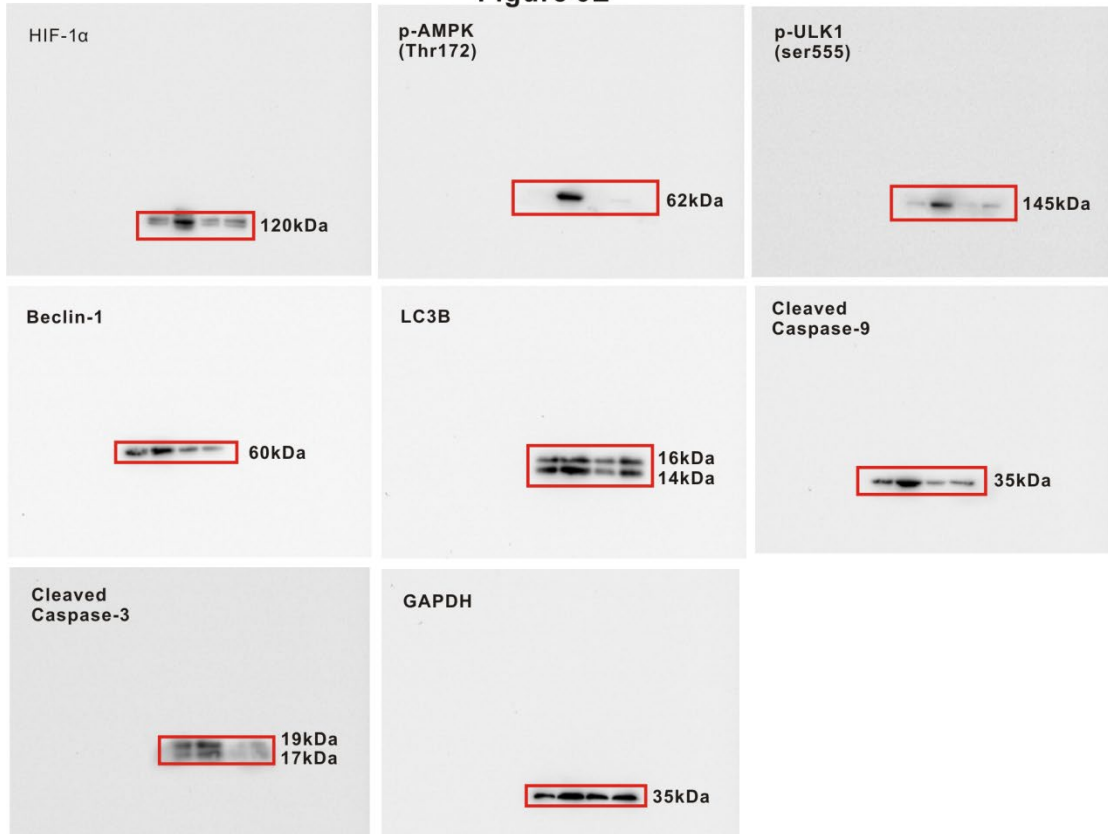 HIF-1α
120kDa
p-AMPK
(Thr172)
62kDa
p-ULK1
(ser555)
145kDa
Beclin-1
60kDa
LC3B
16kDa
14kDa
Cleaved
Caspase-9
35kDa
Cleaved
Caspase-3
19kDa
17kDa
GAPDH
35kDa